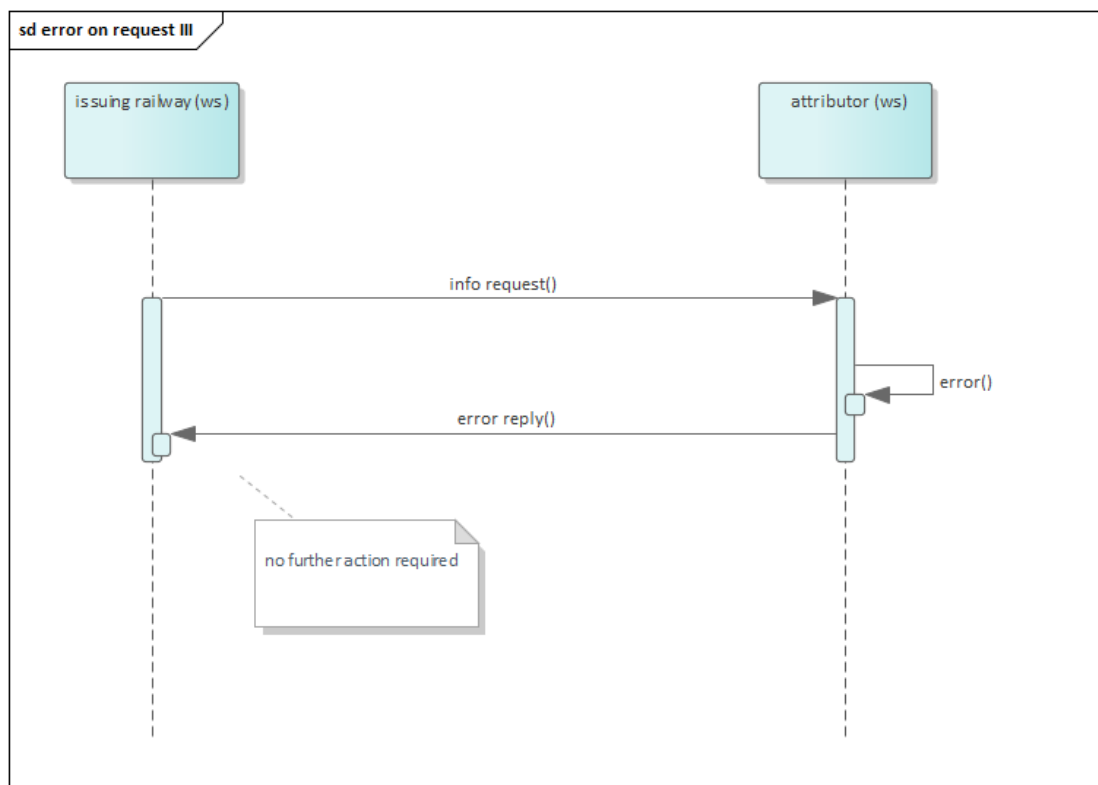 sd error on request III
issuing railway (ws)
attributor (ws)
info request()
error()
error reply()
no further action required